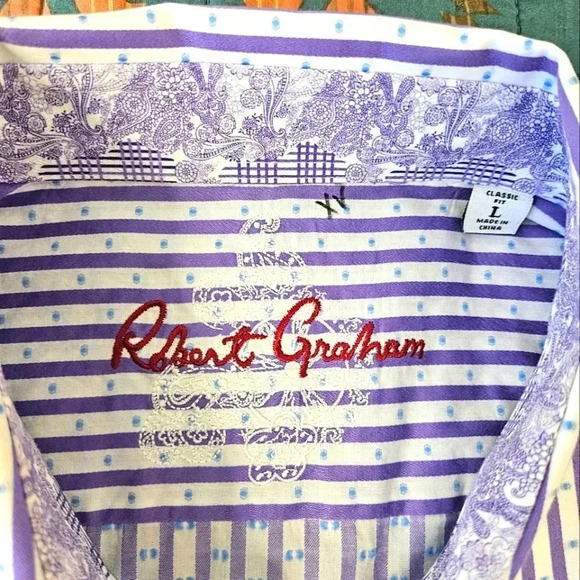 CLASSIC
FIT
L
MADE IN
CHINA
Robert Graham